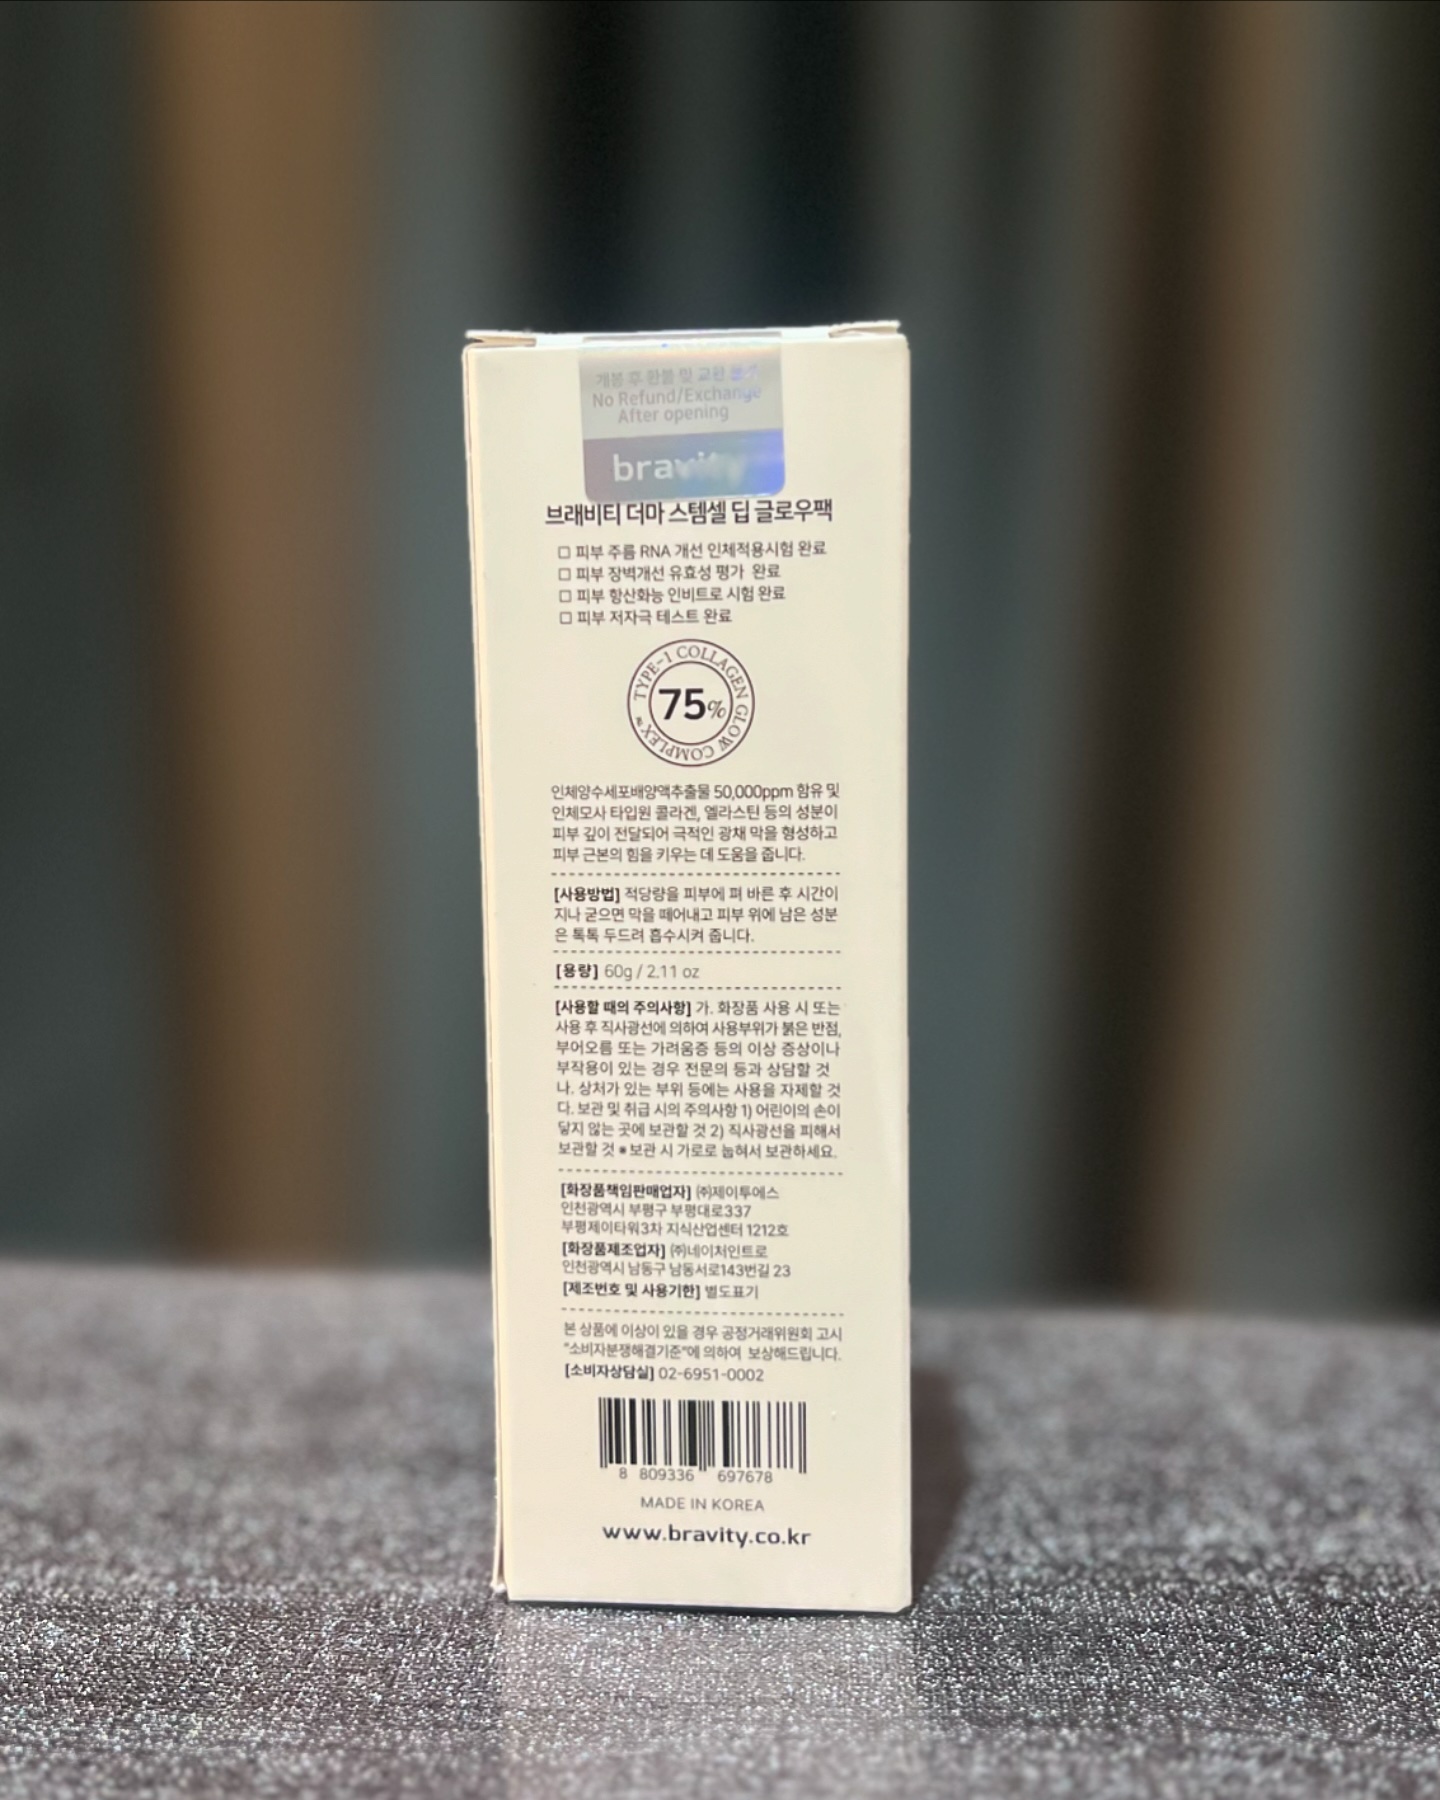 개봉 후 환불 및 교환 불가
No Refund/Exchange
After opening
bravity
브래비티 더마 스템셀 딥 글로우팩
□ 피부 주름 RNA 개선 인체적용시험 완료
□ 피부 장벽개선 유효성 평가 완료
□ 피부 항산화능 인비트로 시험 완료
□ 피부 저자극 테스트 완료
TYPE-1 COLLAGEN GLOW COMPLEX™
75%
인체양수세포배양액추출물 50,000ppm 함유 및
인체모사 타입원 콜라겐, 엘라스틴 등의 성분이
피부 깊이 전달되어 극적인 광채 막을 형성하고
피부 근본의 힘을 키우는 데 도움을 줍니다.
[사용방법] 적당량을 피부에 펴 바른 후 시간이
지나 굳으면 막을 떼어내고 피부 위에 남은 성분
은 톡톡 두드려 흡수시켜 줍니다.
[용량] 60g / 2.11 oz
[사용할 때의 주의사항] 가. 화장품 사용 시 또는
사용 후 직사광선에 의하여 사용부위가 붉은 반점,
부어오름 또는 가려움증 등의 이상 증상이나
부작용이 있는 경우 전문의 등과 상담할 것
나. 상처가 있는 부위 등에는 사용을 자제할 것
다. 보관 및 취급 시의 주의사항 1) 어린이의 손이
닿지 않는 곳에 보관할 것 2) 직사광선을 피해서
보관할 것 ※ 보관 시 가로로 눕혀서 보관하세요.
[화장품책임판매업자] ㈜제이투에스
인천광역시 부평구 부평대로337
부평제이타워3차 지식산업센터 1212호
[화장품제조업자] ㈜네이처인트로
인천광역시 남동구 남동서로143번길 23
[제조번호 및 사용기한] 별도표기
본 상품에 이상이 있을 경우 공정거래위원회 고시
"소비자분쟁해결기준"에 의하여 보상해드립니다.
[소비자상담실] 02-6951-0002
8 809336 697678
MADE IN KOREA
www.bravity.co.kr